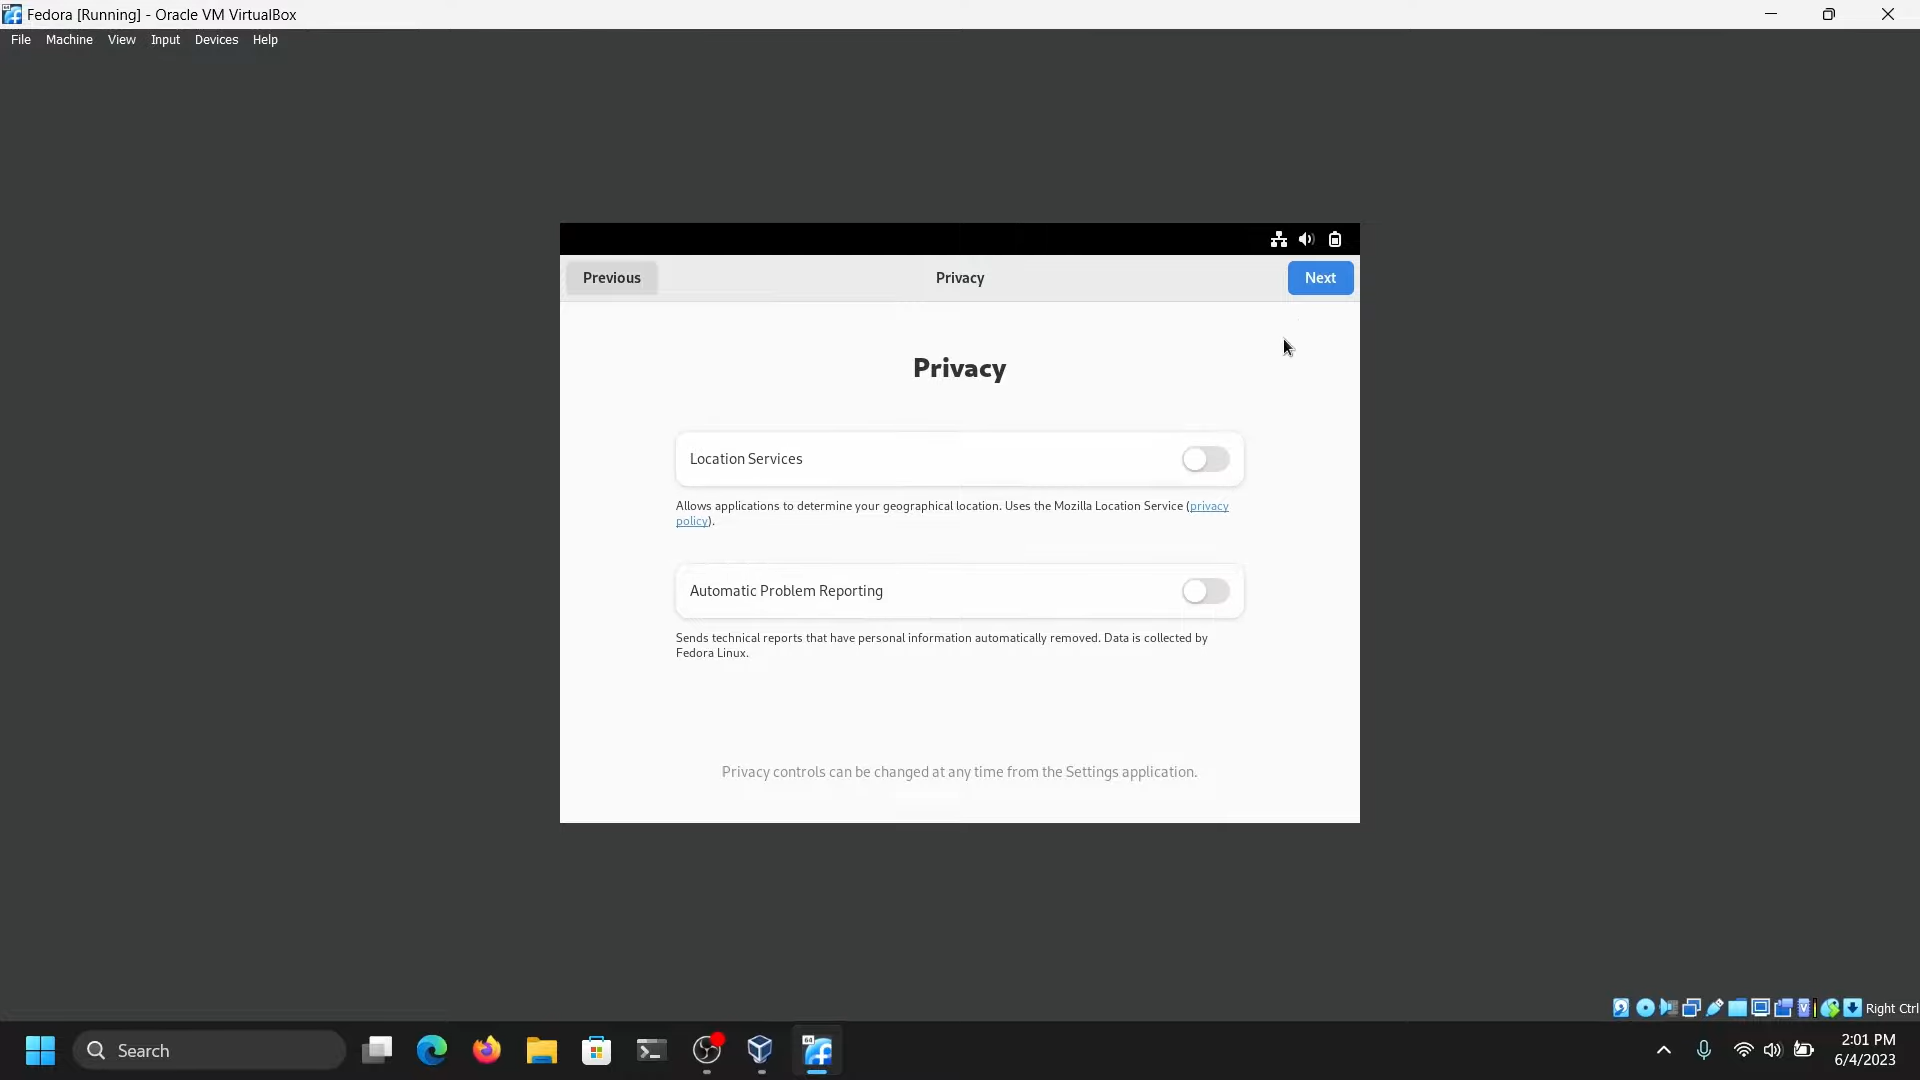 Fedora [Running] - Oracle VM VirtualBox
File Machine View Input Devices Help
Previous Privacy Next
Privacy
Location Services
Allows applications to determine your geographical location. Uses the Mozilla Location Service (privacy
policy).
Automatic Problem Reporting
Sends technical reports that have personal information automatically removed. Data is collected by
Fedora Linux.
Privacy controls can be changed at any time from the Settings application.
Right Ctrl
Search
64
2:01 PM
6/4/2023